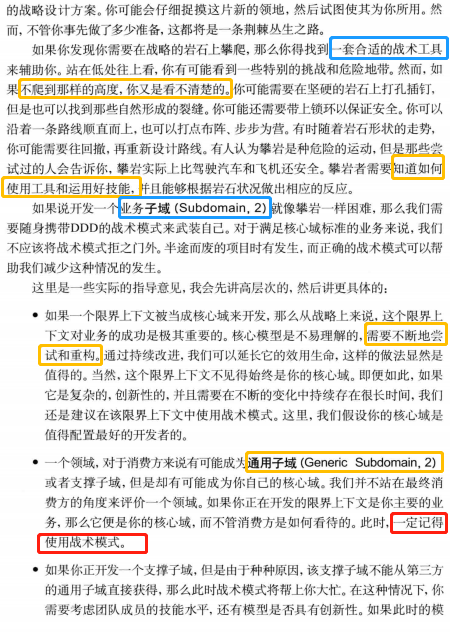 的战略设计方案。你可能会仔细提摸这片新的领地，然后试图使其为你所用。然
而，不管你事先做了多少准备，这都将是一条荆棘丛生之路。
如果你发现你需要在战略的岩石上攀爬，那么你得找到一套合适的战术工具
来辅助你。站在低处往上看，你有可能看到一些特别的挑战和危险地带。然而，如
果不爬到那样的高度，你又是看不清楚的。你可能需要在坚硬的岩石上打孔插钉，
但是也可以找到那些自然形成的裂缝。你可能还需要带上锁环以保证安全。你可以
沿着一条路线顺直而上，也可以打点布阵、步步为营。有时随着岩石形状的走势，
你可能需要往回撤，再重新设计路线。有人认为攀岩是种危险的运动，但是那些尝
试过的人会告诉你，攀岩实际上比驾驶汽车和飞机还安全。攀岩者需要知道如何
使用工具和运用好技能，并且能够根据岩石状况做出相应的反应。
如果说开发一个业务子域（Subdomain, 2）就像攀岩一样困难，那么我们需
要随身携带DDD的战术模式来武装自己。对于满足核心域标准的业务来说，我们
不应该将战术模式拒之门外。半途而废的项目时有发生，而正确的战术模式可以帮
助我们减少这种情况的发生。
这里是一些实际的指导意见，我会先讲高层次的，然后讲更具体的：
• 如果一个限界上下文被当成核心域来开发，那么从战略上来说，这个限界上
下文对业务的成功是极其重要的。核心模型是不易理解的，需要不断地尝
试和重构。通过持续改进，我们可以延长它的效用生命，这样的做法显然是
值得的。当然，这个限界上下文不见得始终是你的核心域。即便如此，如果
它是复杂的，创新性的，并且需要在不断的变化中持续存在很长时间，我们
还是建议在该限界上下文中使用战术模式。这里，我们假设你的核心域是
值得配置最好的开发者的。
• 一个领域，对于消费方来说有可能成为通用子域（Generic Subdomain, 2）
或者支撑子域，但是却有可能成为你自己的核心域。我们并不站在最终消
费方的角度来评价一个领域。如果你正在开发的限界上下文是你主要的业
务，那么它便是你的核心域，而不管消费方是如何看待的。此时，一定记得
使用战术模式。
• 如果你正开发一个支撑子域，但是由于种种原因，该支撑子域不能从第三方
的通用子域直接获得，那么此时战术模式将帮上你大忙。在这种情况下，你
需要考虑团队成员的技能水平，还有模型是否具有创新性。如果此时的模